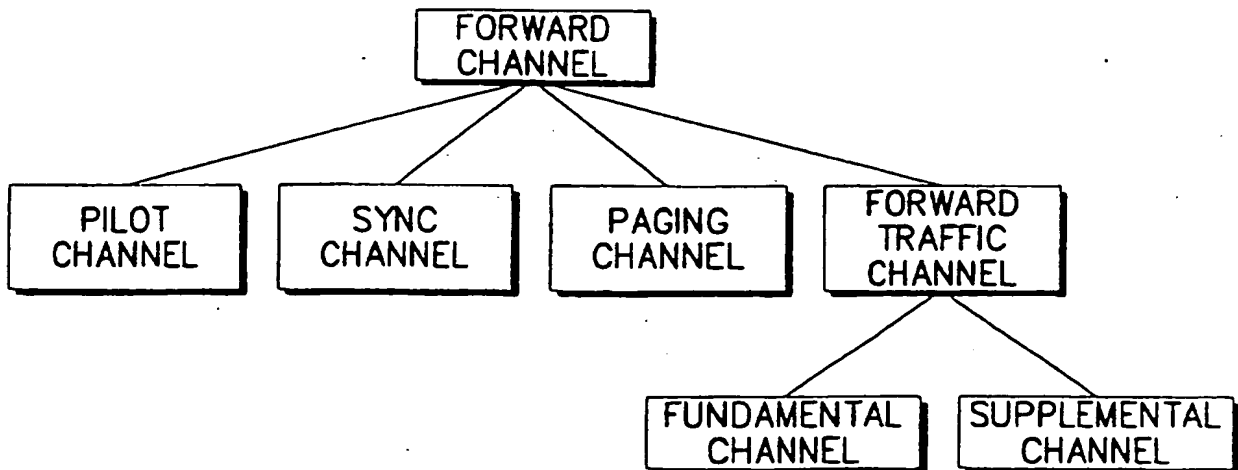 FORWARD
CHANNEL
PILOT
CHANNEL
SYNC
CHANNEL
PAGING
CHANNEL
FORWARD
TRAFFIC
CHANNEL
FUNDAMENTAL
CHANNEL
SUPPLEMENTAL
CHANNEL